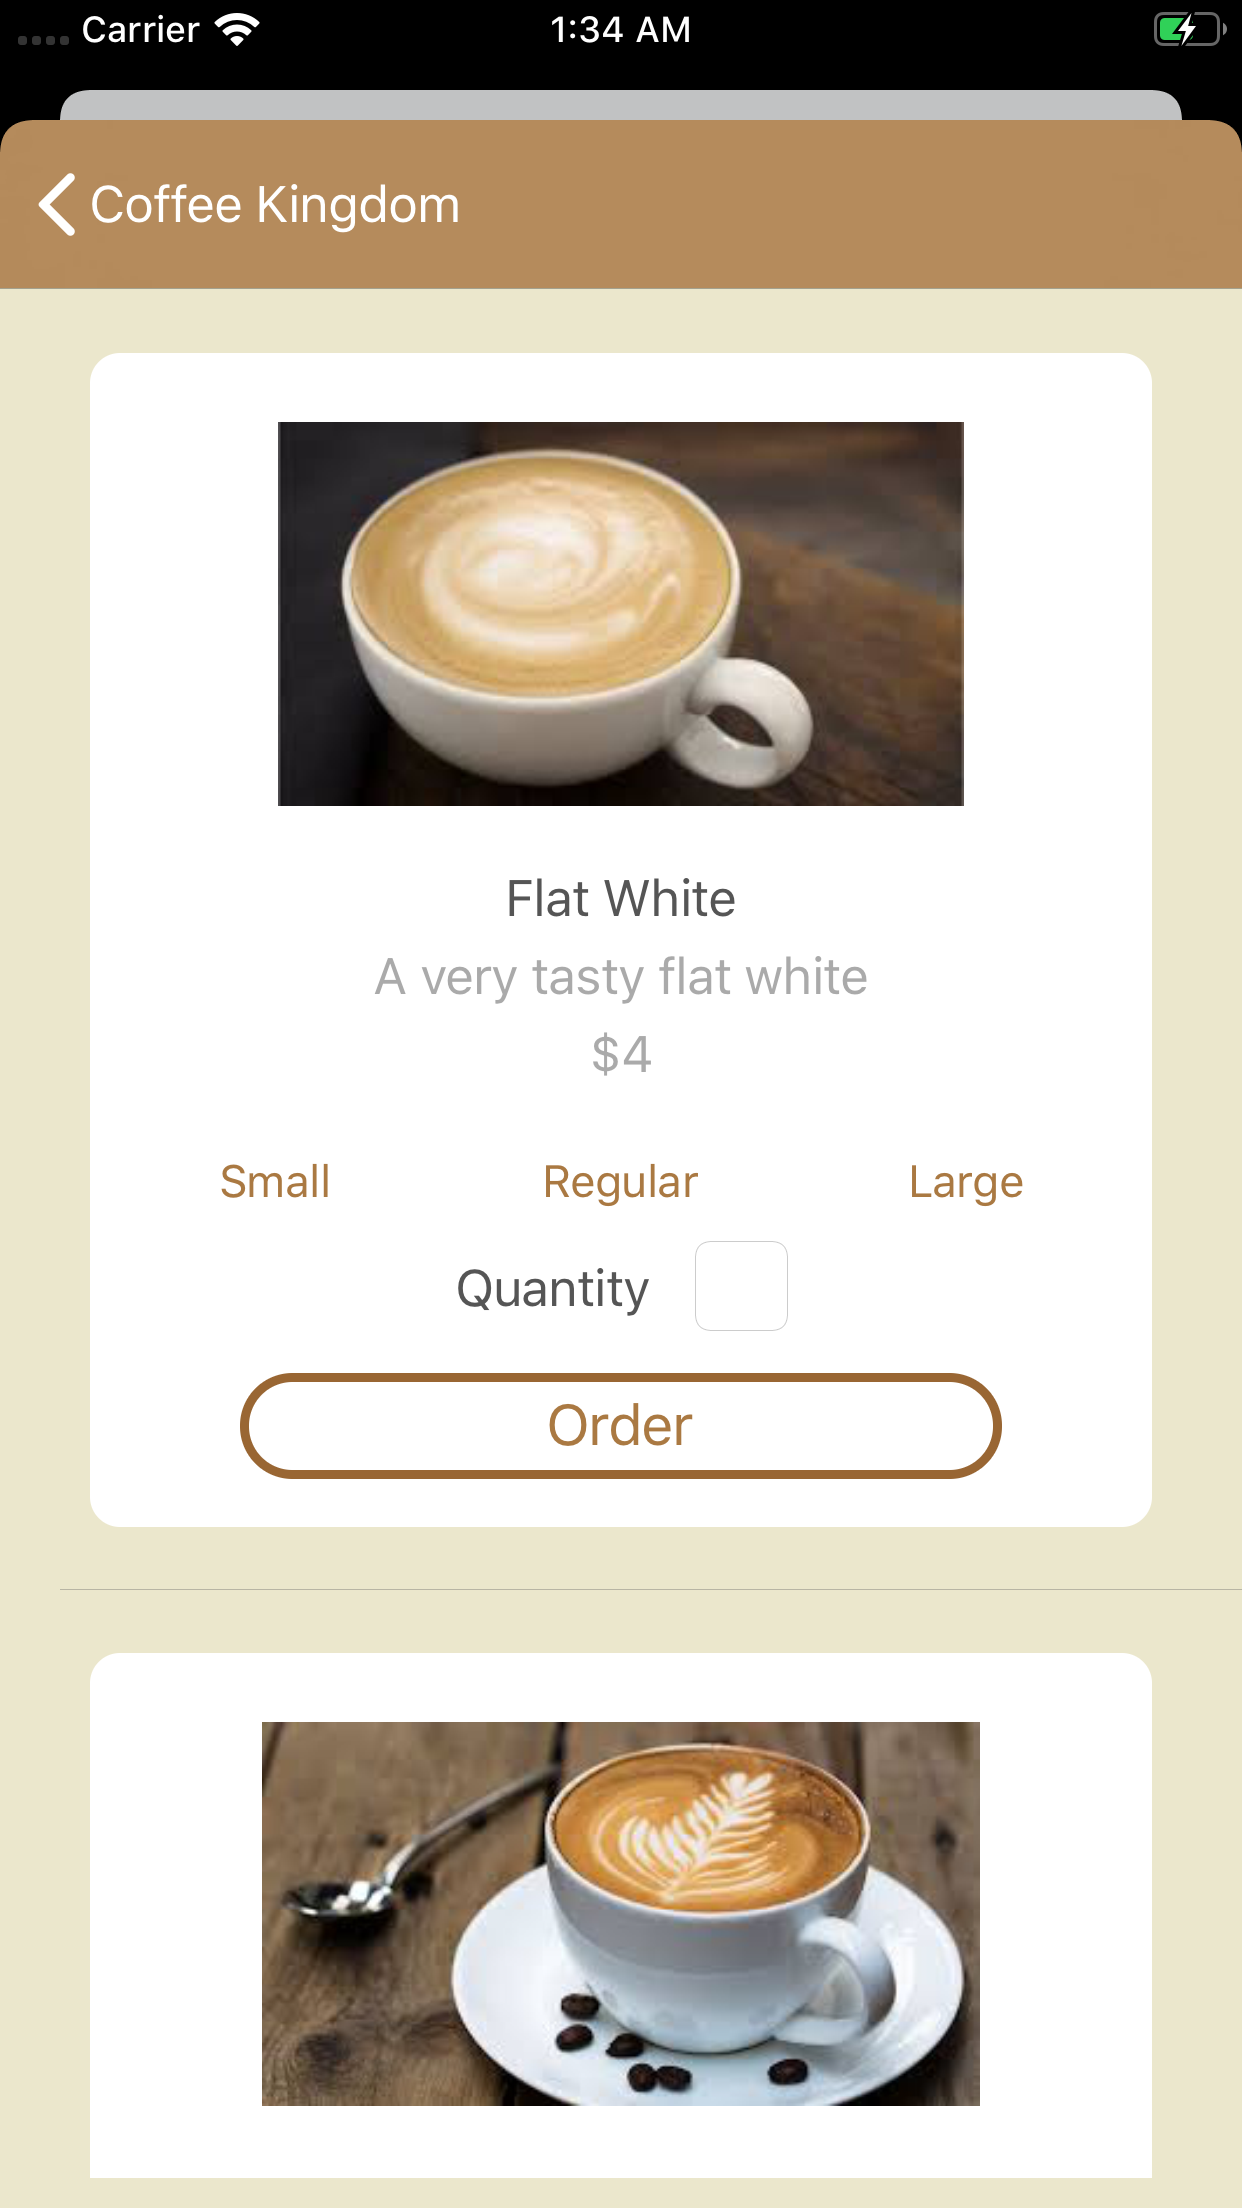 Carrier 1:34 AM
Coffee Kingdom
Flat White
A very tasty flat white
$4
Small Regular Large
Quantity
Order